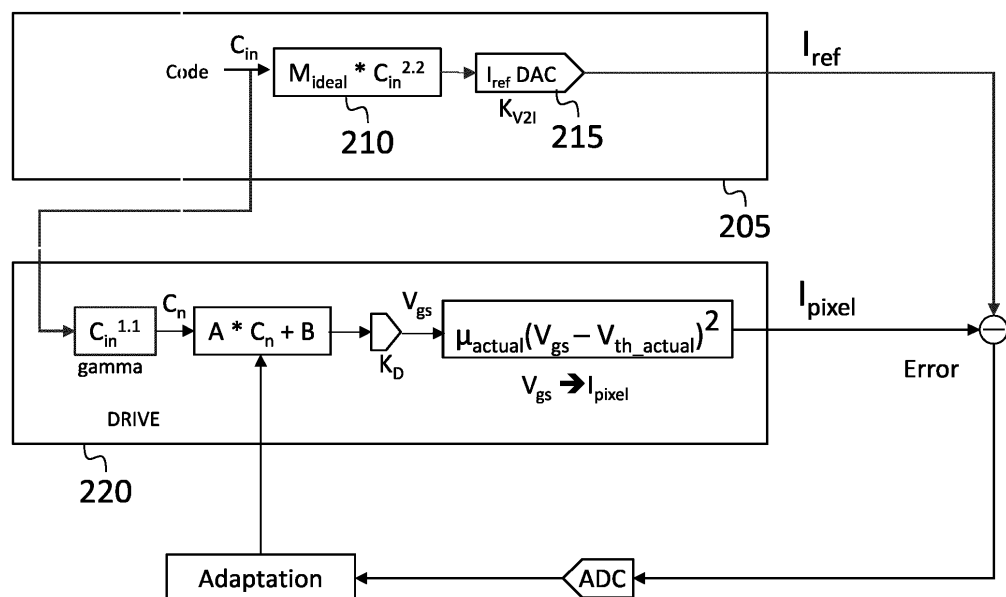 Code
C_in
M_ideal * C_in^2.2
I_ref DAC
K_V2I
210
215
I_ref
205
C_in^1.1
gamma
C_n
A * C_n + B
K_D
V_gs
μ_actual(V_gs – V_th_actual)^2
V_gs ➔ I_pixel
I_pixel
Error
DRIVE
220
Adaptation
ADC